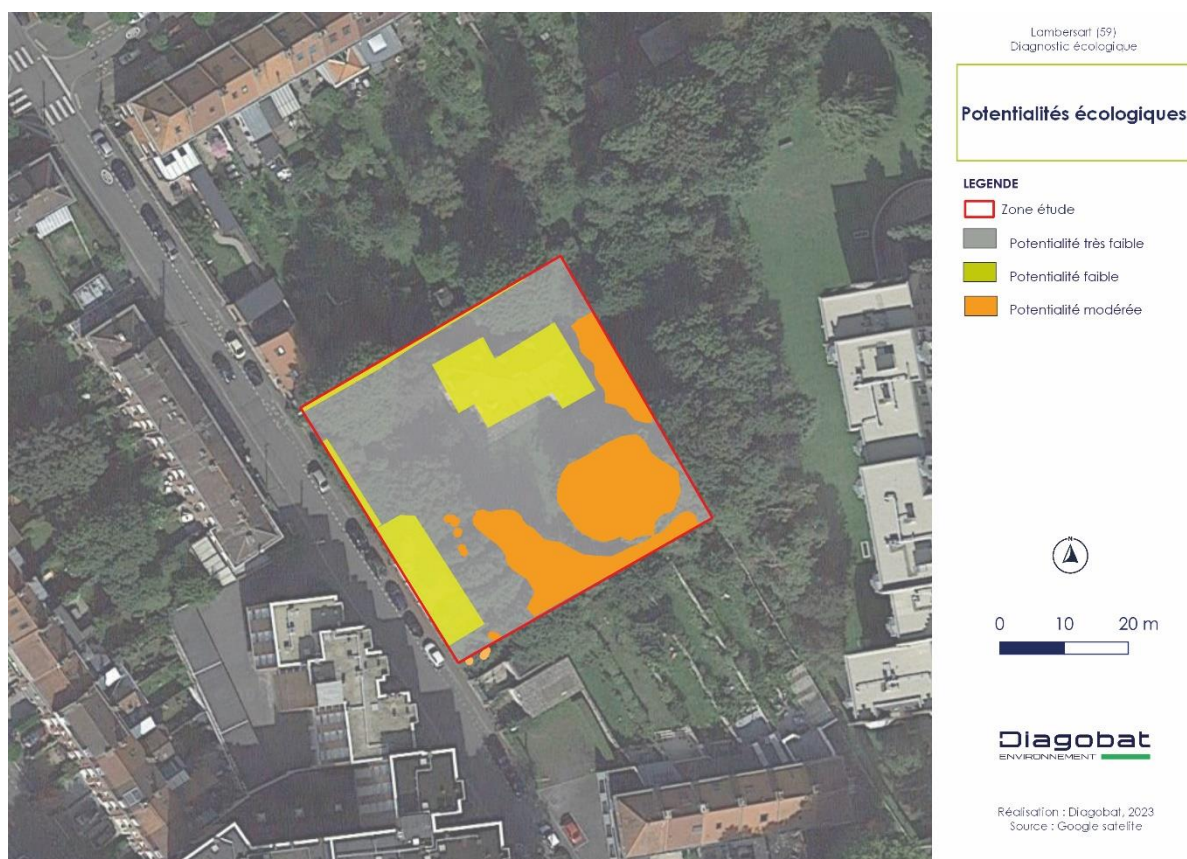 Lambersart (59)
Diagnostic écologique
Potentialités écologiques
LEGENDE
Zone étude
Potentialité très faible
Potentialité faible
Potentialité modérée
N
0 10 20 m
Diagobat
ENVIRONNEMENT
Réalisation : Diagobat, 2023
Source : Google satelite